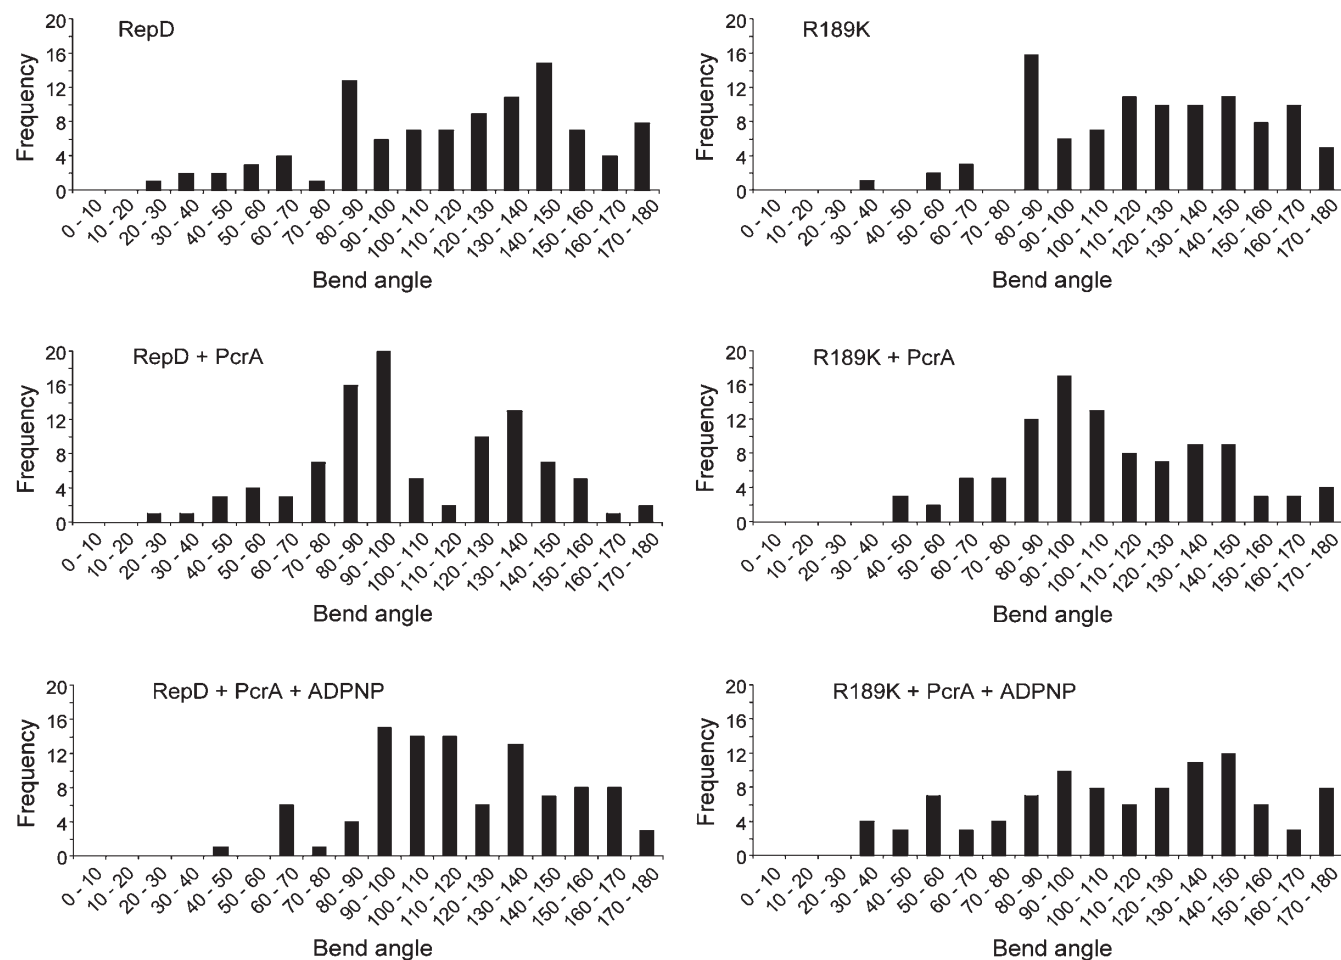 RepD
Frequency
20
16
12
8
4
0
0 - 10
10 - 20
20 - 30
30 - 40
40 - 50
50 - 60
60 - 70
70 - 80
80 - 90
90 - 100
100 - 110
110 - 120
120 - 130
130 - 140
140 - 150
150 - 160
160 - 170
170 - 180
Bend angle
R189K
Frequency
20
16
12
8
4
0
0 - 10
10 - 20
20 - 30
30 - 40
40 - 50
50 - 60
60 - 70
70 - 80
80 - 90
90 - 100
100 - 110
110 - 120
120 - 130
130 - 140
140 - 150
150 - 160
160 - 170
170 - 180
Bend angle
RepD + PcrA
Frequency
20
16
12
8
4
0
0 - 10
10 - 20
20 - 30
30 - 40
40 - 50
50 - 60
60 - 70
70 - 80
80 - 90
90 - 100
100 - 110
110 - 120
120 - 130
130 - 140
140 - 150
150 - 160
160 - 170
170 - 180
Bend angle
R189K + PcrA
Frequency
20
16
12
8
4
0
0 - 10
10 - 20
20 - 30
30 - 40
40 - 50
50 - 60
60 - 70
70 - 80
80 - 90
90 - 100
100 - 110
110 - 120
120 - 130
130 - 140
140 - 150
150 - 160
160 - 170
170 - 180
Bend angle
RepD + PcrA + ADPNP
Frequency
20
16
12
8
4
0
0 - 10
10 - 20
20 - 30
30 - 40
40 - 50
50 - 60
60 - 70
70 - 80
80 - 90
90 - 100
100 - 110
110 - 120
120 - 130
130 - 140
140 - 150
150 - 160
160 - 170
170 - 180
Bend angle
R189K + PcrA + ADPNP
Frequency
20
16
12
8
4
0
0 - 10
10 - 20
20 - 30
30 - 40
40 - 50
50 - 60
60 - 70
70 - 80
80 - 90
90 - 100
100 - 110
110 - 120
120 - 130
130 - 140
140 - 150
150 - 160
160 - 170
170 - 180
Bend angle